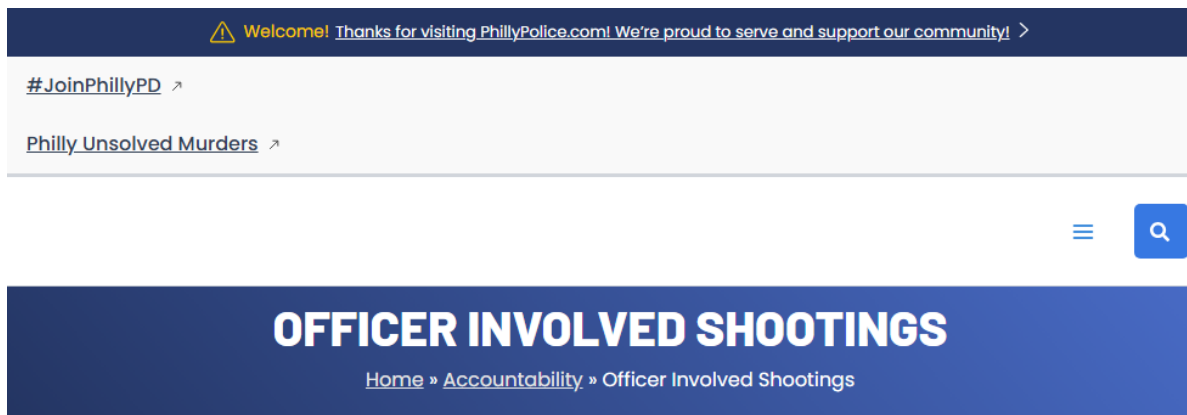 Welcome! Thanks for visiting PhillyPolice.com! We're proud to serve and support our community!
#JoinPhillyPD
Philly Unsolved Murders
OFFICER INVOLVED SHOOTINGS
Home » Accountability » Officer Involved Shootings